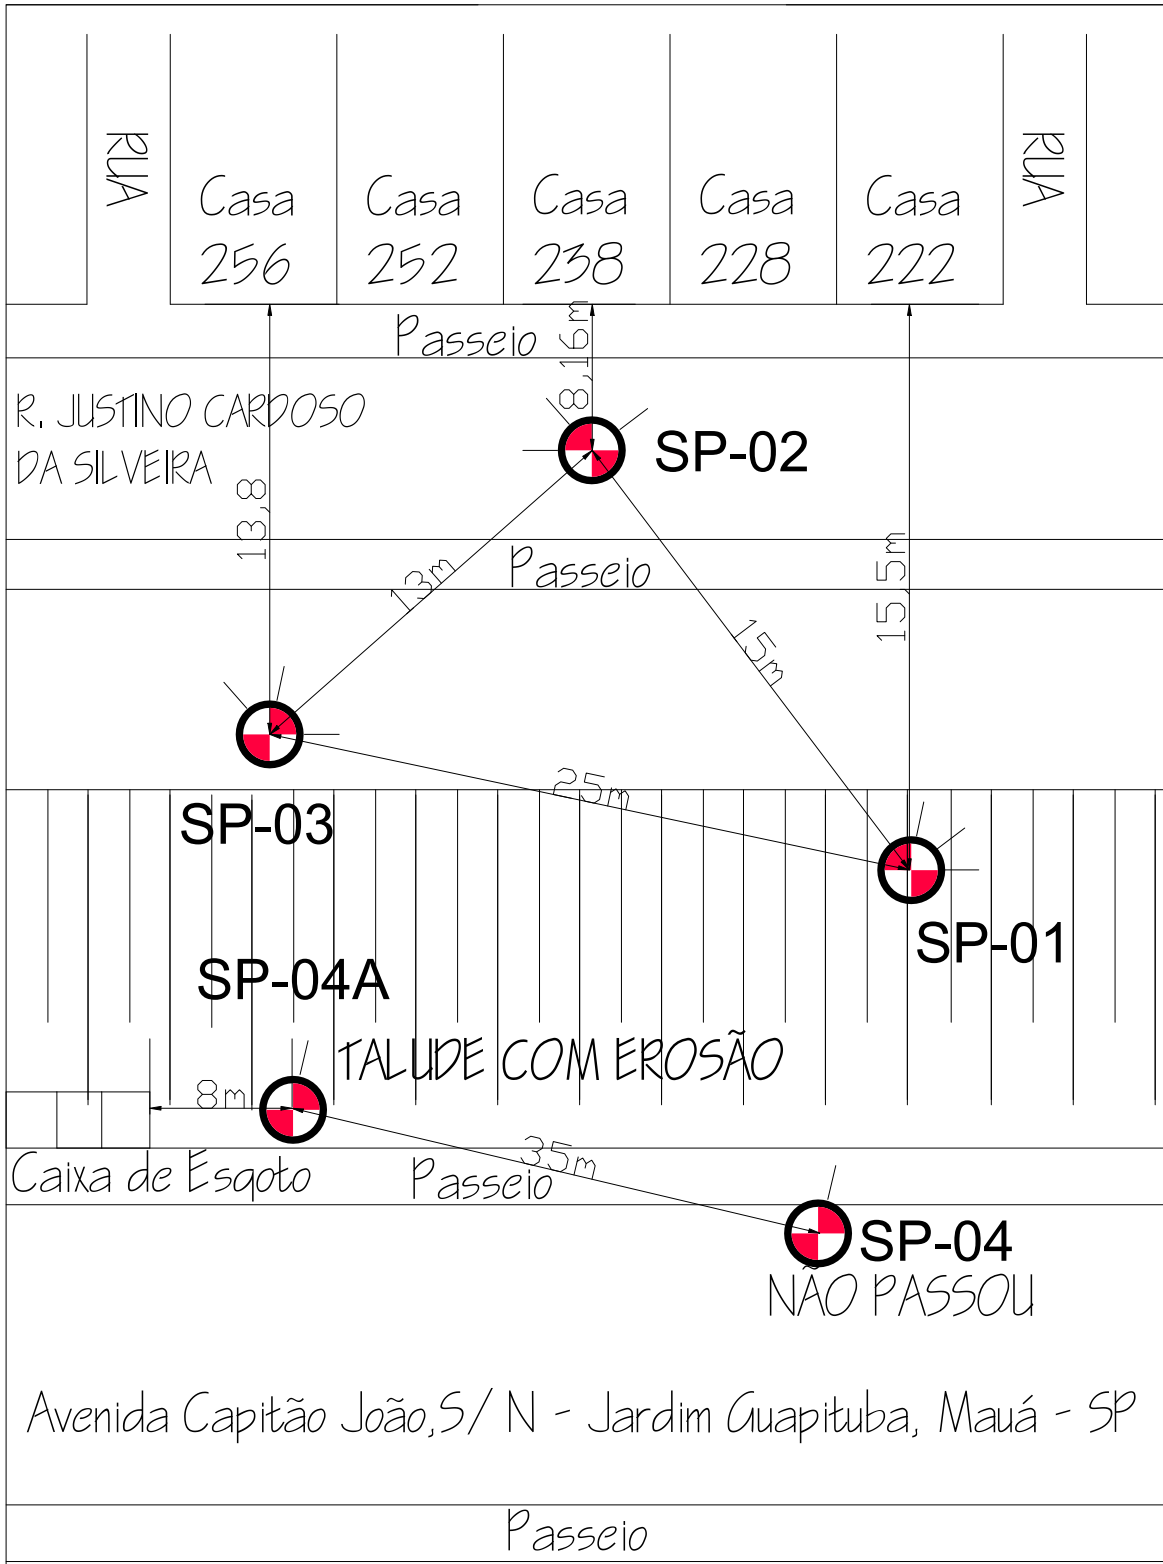 RUA
RUA
Casa
256
Casa
252
Casa
238
Casa
228
Casa
222
Passeio
8,16m
R. JUSTINO CARDOSO
DA SILVEIRA
SP-02
13,8
15,5m
Passeio
13m
15m
25m
SP-03
SP-01
SP-04A
TALUDE COM EROSÃO
8m
35m
Caixa de Esgoto
Passeio
SP-04
NÃO PASSOU
Avenida Capitão João,S/ N - Jardim Guapituba, Mauá - SP
Passeio